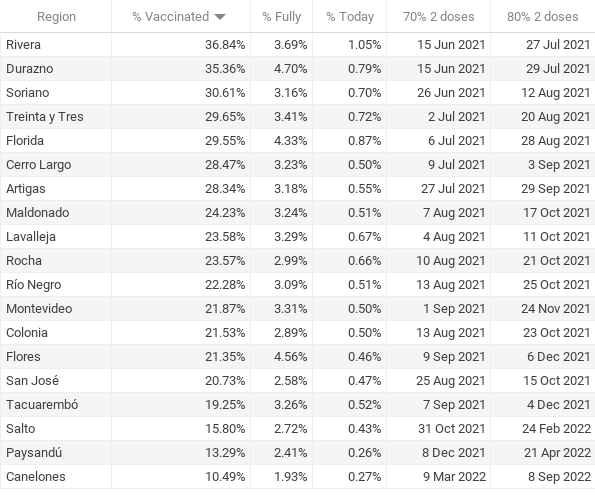 Region % Vaccinated % Fully % Today 70% 2 doses 80% 2 doses
Rivera 36.84% 3.69% 1.05% 15 Jun 2021 27 Jul 2021
Durazno 35.36% 4.70% 0.79% 15 Jun 2021 29 Jul 2021
Soriano 30.61% 3.16% 0.70% 26 Jun 2021 12 Aug 2021
Treinta y Tres 29.65% 3.41% 0.72% 2 Jul 2021 20 Aug 2021
Florida 29.55% 4.33% 0.87% 6 Jul 2021 28 Aug 2021
Cerro Largo 28.47% 3.23% 0.50% 9 Jul 2021 3 Sep 2021
Artigas 28.34% 3.18% 0.55% 27 Jul 2021 29 Sep 2021
Maldonado 24.23% 3.24% 0.51% 7 Aug 2021 17 Oct 2021
Lavalleja 23.58% 3.29% 0.67% 4 Aug 2021 11 Oct 2021
Rocha 23.57% 2.99% 0.66% 10 Aug 2021 21 Oct 2021
Río Negro 22.28% 3.09% 0.51% 13 Aug 2021 25 Oct 2021
Montevideo 21.87% 3.31% 0.50% 1 Sep 2021 24 Nov 2021
Colonia 21.53% 2.89% 0.50% 13 Aug 2021 23 Oct 2021
Flores 21.35% 4.56% 0.46% 9 Sep 2021 6 Dec 2021
San José 20.73% 2.58% 0.47% 25 Aug 2021 15 Oct 2021
Tacuarembó 19.25% 3.26% 0.52% 7 Sep 2021 4 Dec 2021
Salto 15.80% 2.72% 0.43% 31 Oct 2021 24 Feb 2022
Paysandú 13.29% 2.41% 0.26% 8 Dec 2021 21 Apr 2022
Canelones 10.49% 1.93% 0.27% 9 Mar 2022 8 Sep 2022